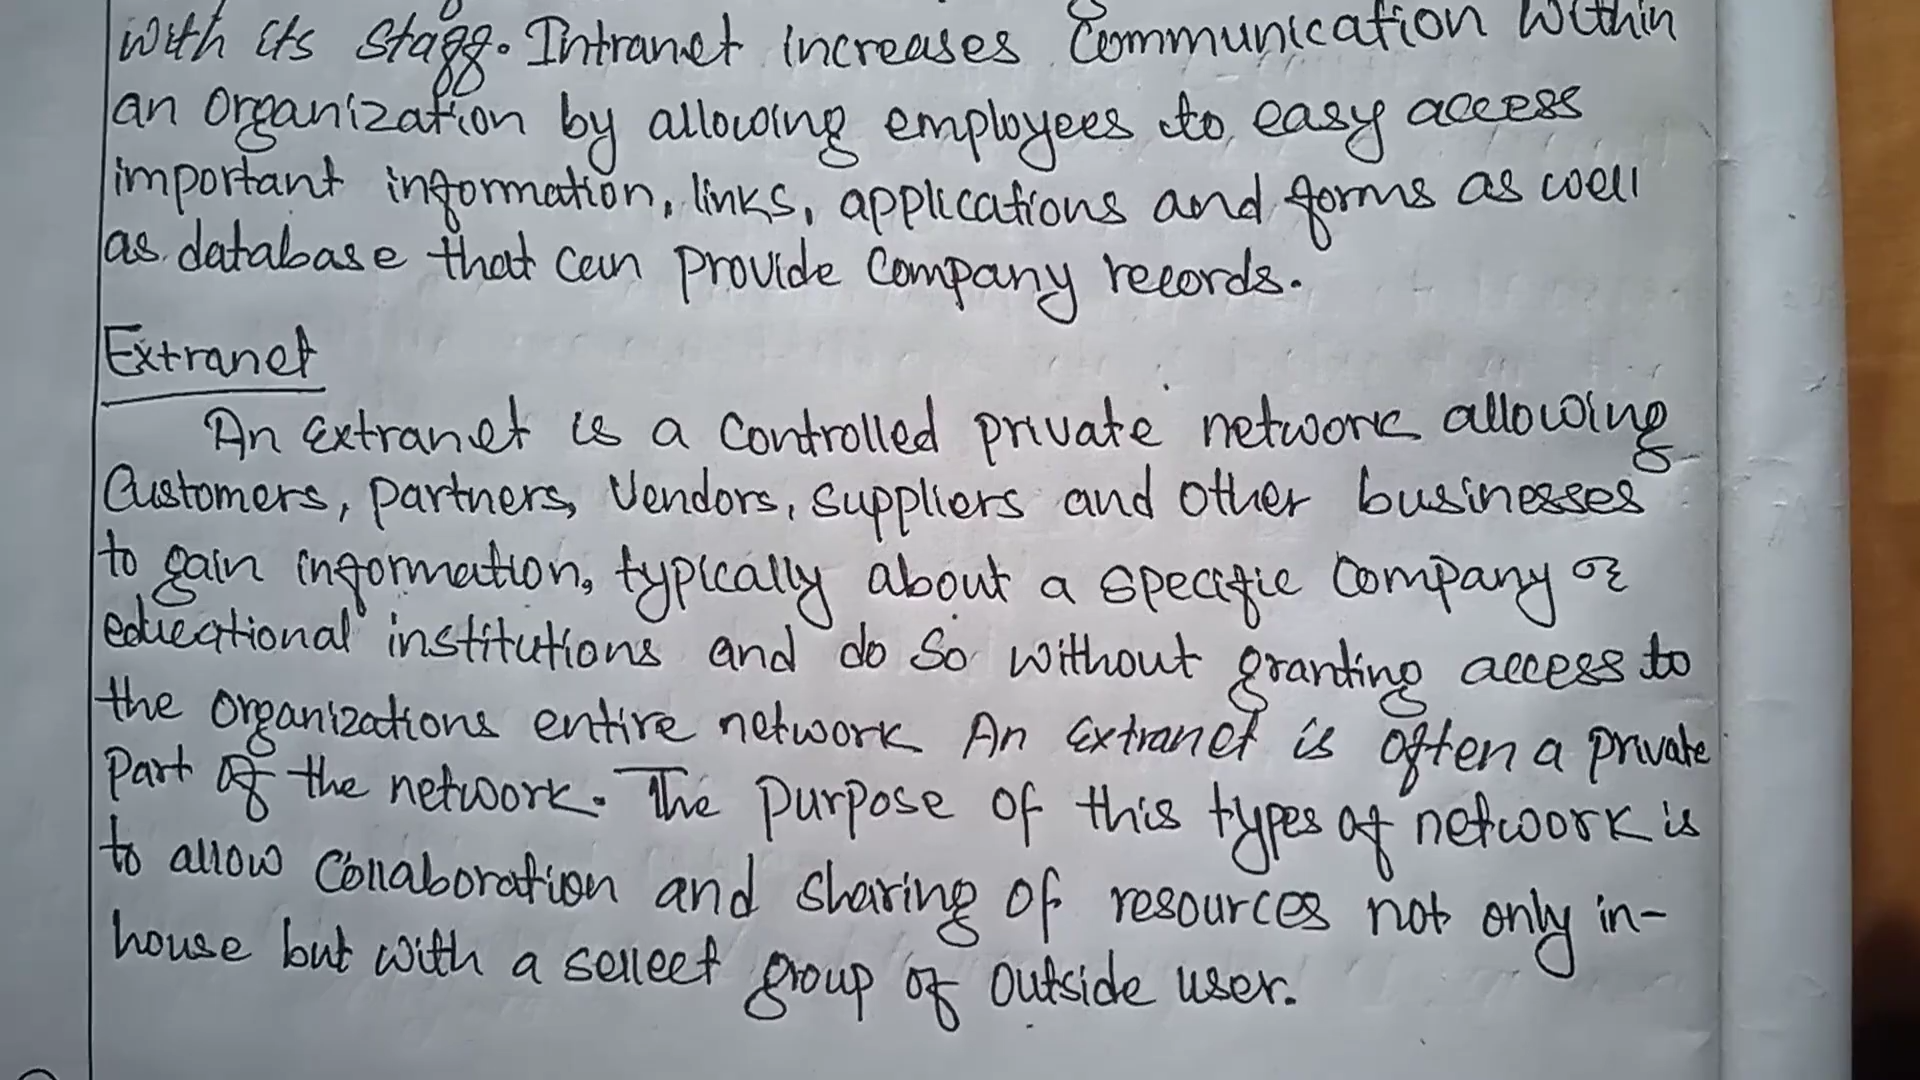 with its staff. Intranet increases Communication within
an organization by allowing employees to easy access
important information, links, applications and forms as well
as database that can provide Company records.
Extranet
An extranet is a controlled private network allowing
Customers, partners, Vendors, suppliers and other businesses
to gain information, typically about a specific Company or
educational institutions and do so without granting access to
the organizations entire network An extranet is often a private
part of the network. The purpose of this types of network is
to allow Collaboration and sharing of resources not only in-
house but with a sellect group of outside user.